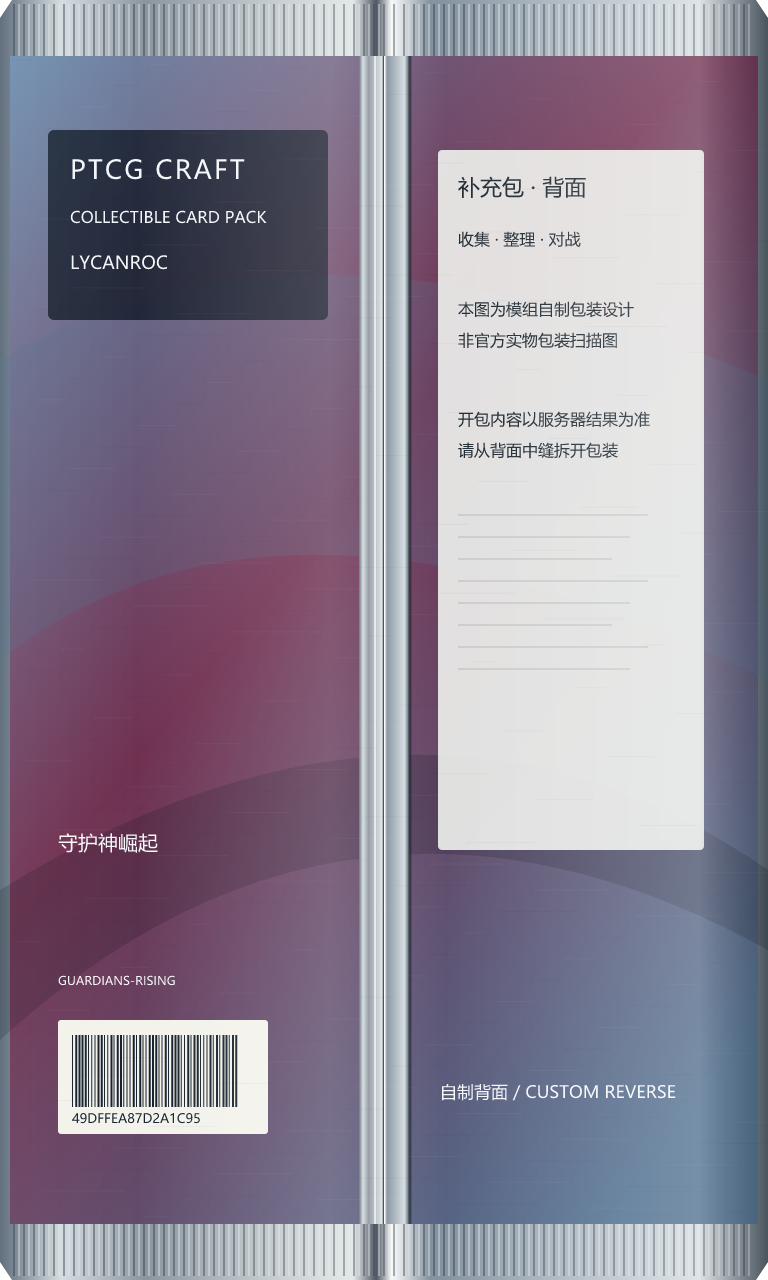 PTCG CRAFT
COLLECTIBLE CARD PACK
LYCANROC
守护神崛起
GUARDIANS-RISING
49DFFEA87D2A1C95
补充包 · 背面
收集 · 整理 · 对战
本图为模组自制包装设计
非官方实物包装扫描图
开包内容以服务器结果为准
请从背面中缝拆开包装
自制背面 / CUSTOM REVERSE